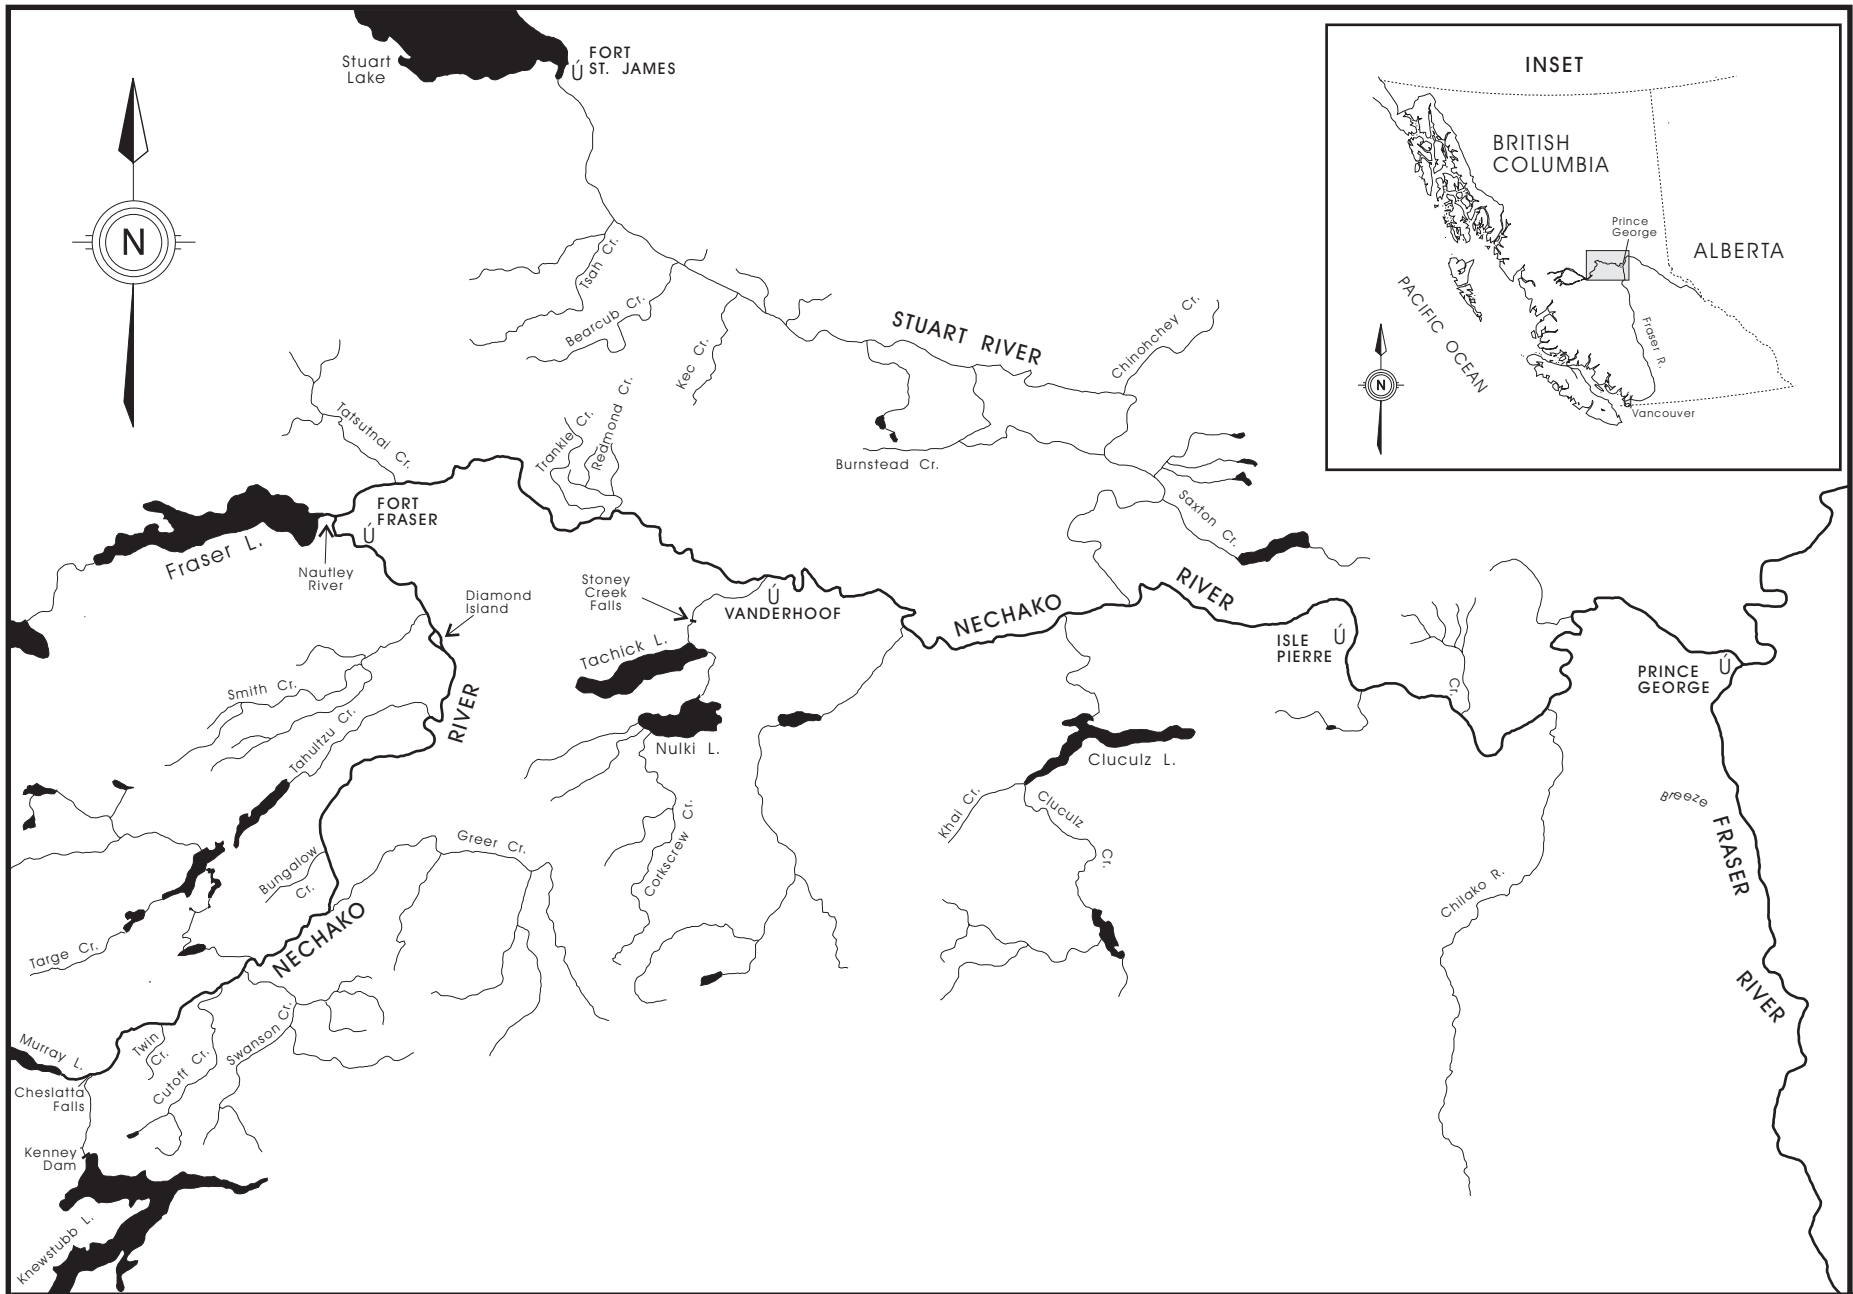 Stuart
Lake
FORT
ST. JAMES
Ú
N
INSET
BRITISH
COLUMBIA
Prince
George
ALBERTA
PACIFIC OCEAN
Fraser R.
N
Vancouver
Tsah Cr.
Bearcub Cr.
Kec Cr.
STUART RIVER
Chinohchey Cr.
Tatsutnai Cr.
Trankle Cr.
Redmond Cr.
Burnstead Cr.
Saxton Cr.
FORT
FRASER
Ú
Fraser L.
Nautley
River
Diamond
Island
Stoney
Creek
Falls
Ú
VANDERHOOF
NECHAKO
RIVER
ISLE
PIERRE
Ú
PRINCE
GEORGE
Ú
Tachick L.
Smith Cr.
Tahultzu Cr.
RIVER
Nulki L.
Cluculz L.
Cr.
Khai Cr.
Cluculz
Cr.
Breeze
FRASER
RIVER
Greer Cr.
Corkscrew Cr.
Bungalow
Cr.
Chilako R.
NECHAKO
Targe Cr.
Murray L.
Twin
Cr.
Cutoff Cr.
Swanson Cr.
Cheslatta
Falls
Kenney
Dam
Knewstubb L.